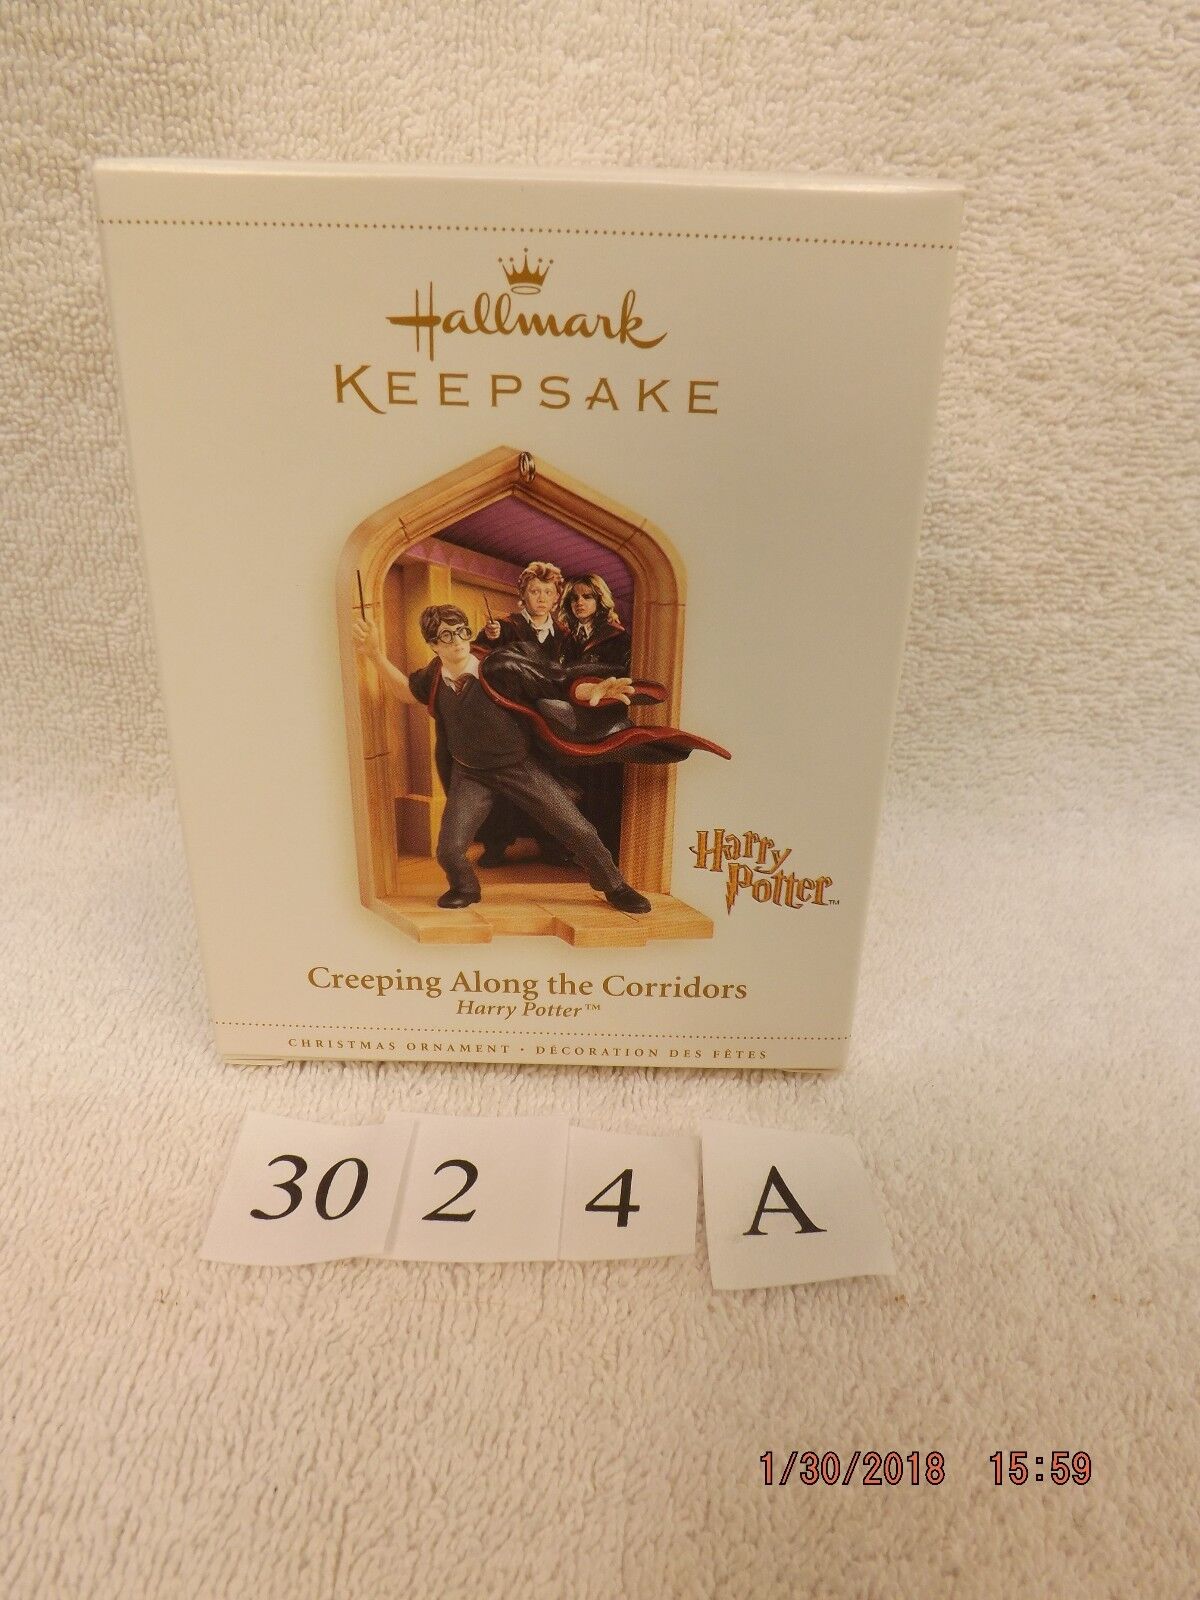 Hallmark
KEEPSAKE
Harry
Potter™
Creeping Along the Corridors
Harry Potter™
CHRISTMAS ORNAMENT • DÉCORATION DES FÊTES
30 2 4 A
1/30/2018 15:59